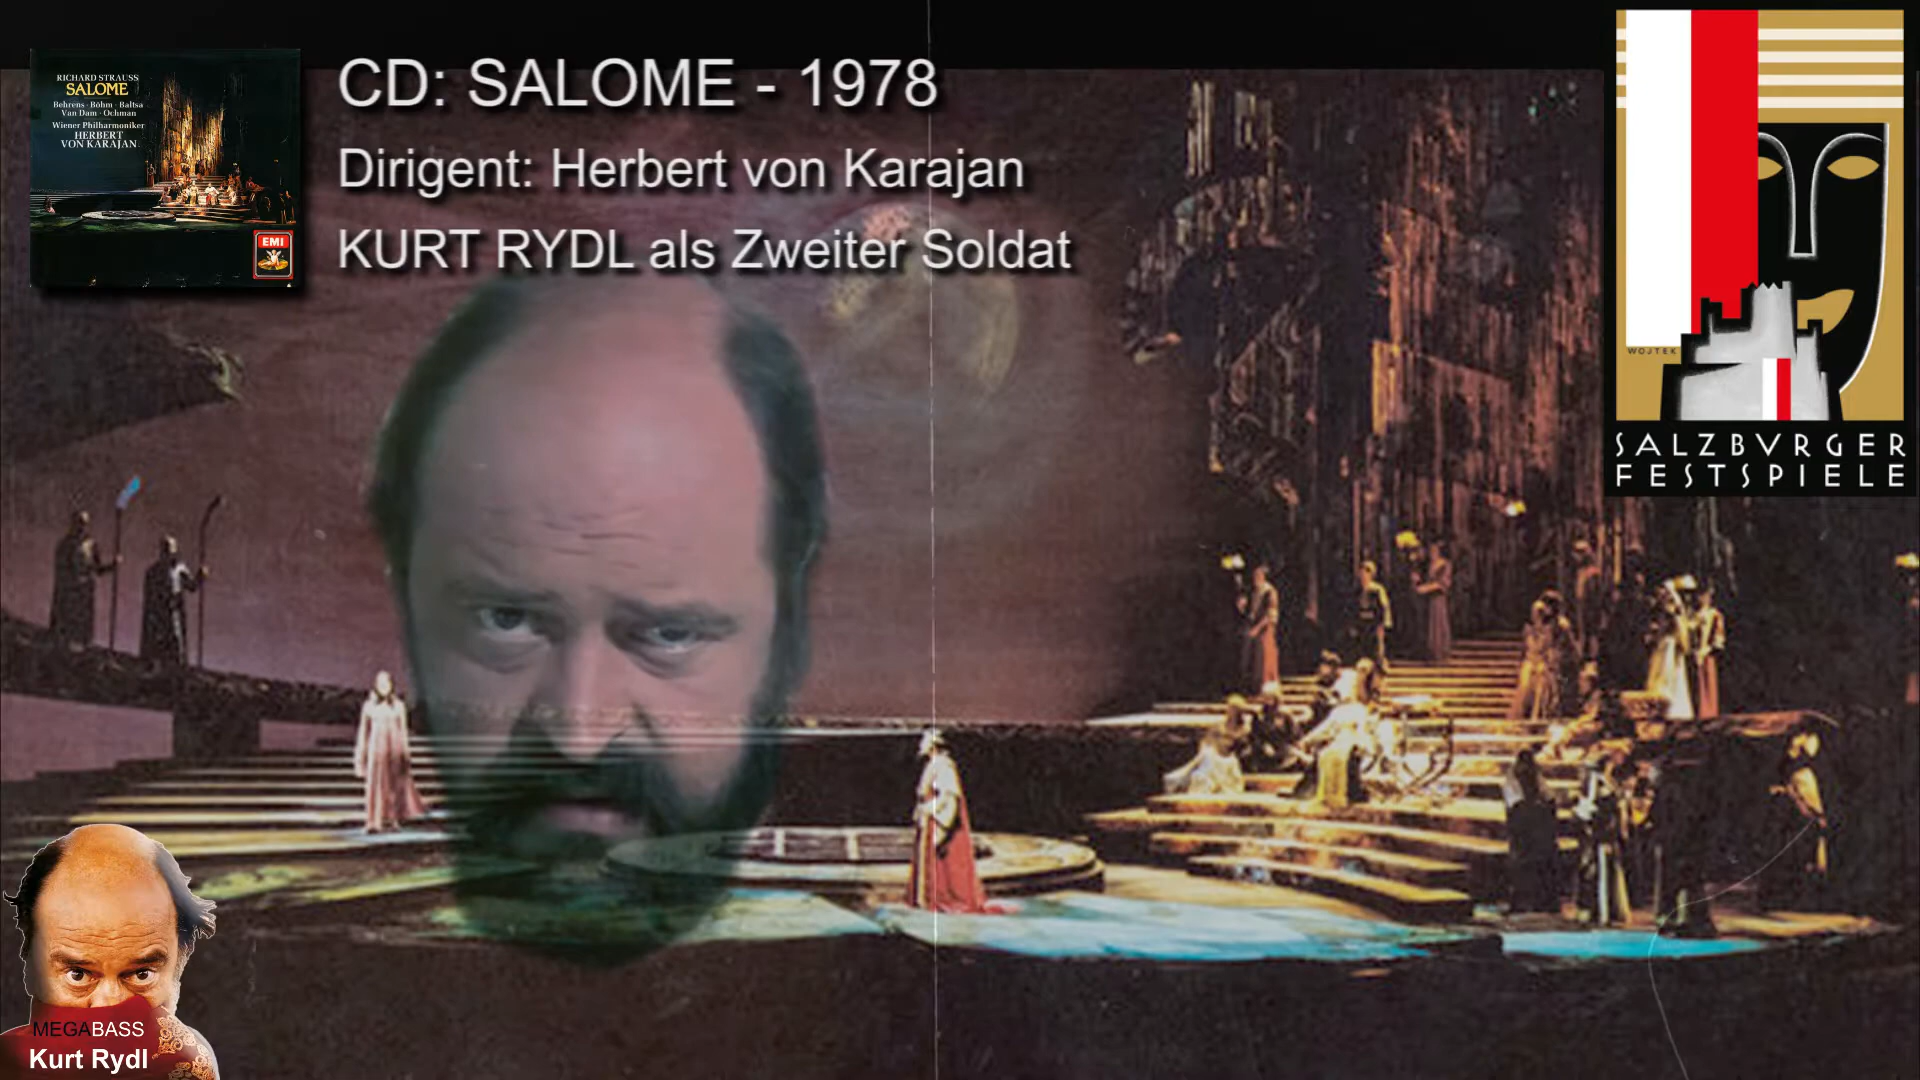 RICHARD STRAUSS
SALOME
Behrens · Böhm · Baltsa
Van Dam · Ochman
Wiener Philharmoniker
HERBERT
VON KARAJAN
EMI
CD: SALOME - 1978
Dirigent: Herbert von Karajan
KURT RYDL als Zweiter Soldat
WOJTEK
SALZBVRGER
FESTSPIELE
MEGABASS
Kurt Rydl